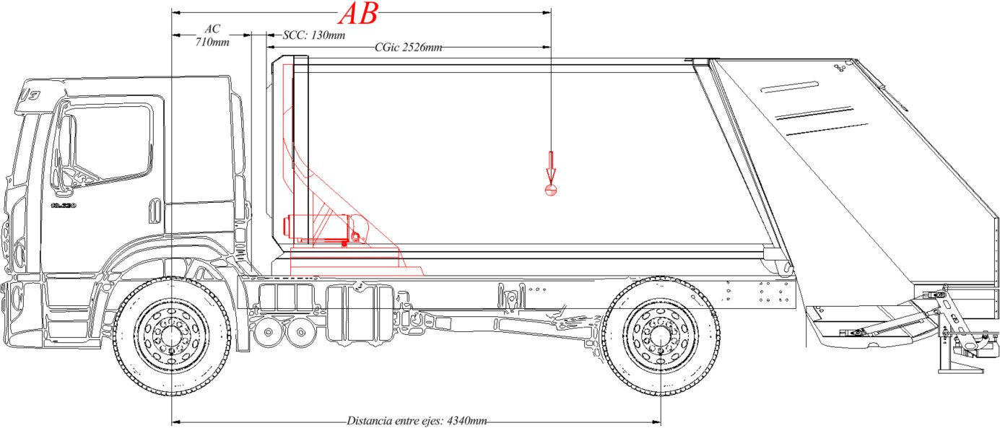 AB
AC
710mm
SCC: 130mm
CGic 2526mm
Distancia entre ejes: 4340mm